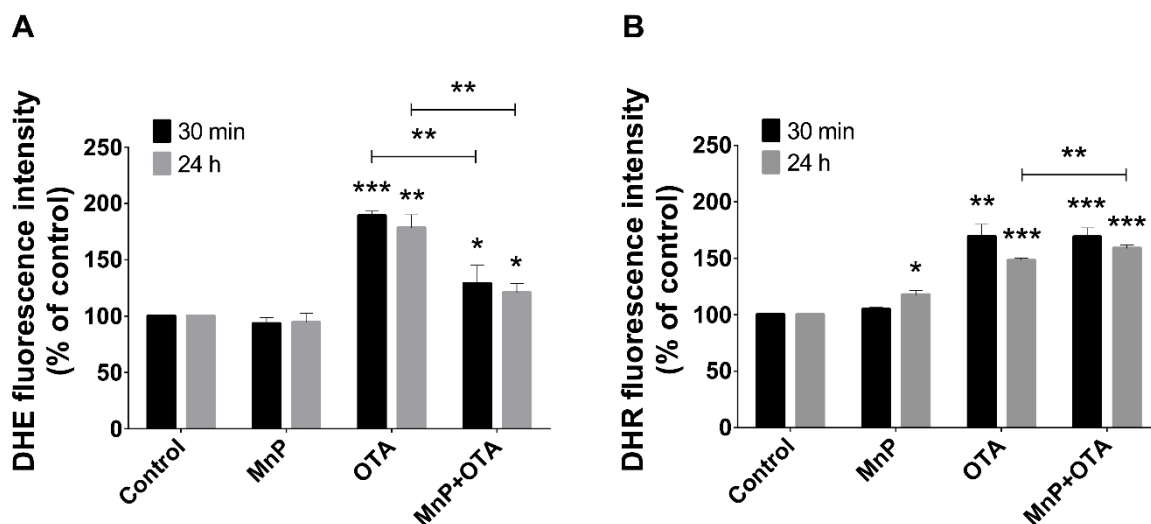 A
DHE fluorescence intensity
(% of control)
30 min
24 h
250
200
150
100
50
0
***
**
*
*
**
**
Control
MnP
OTA
MnP+OTA
B
DHR fluorescence intensity
(% of control)
30 min
24 h
250
200
150
100
50
0
*
**
***
***
***
**
Control
MnP
OTA
MnP+OTA